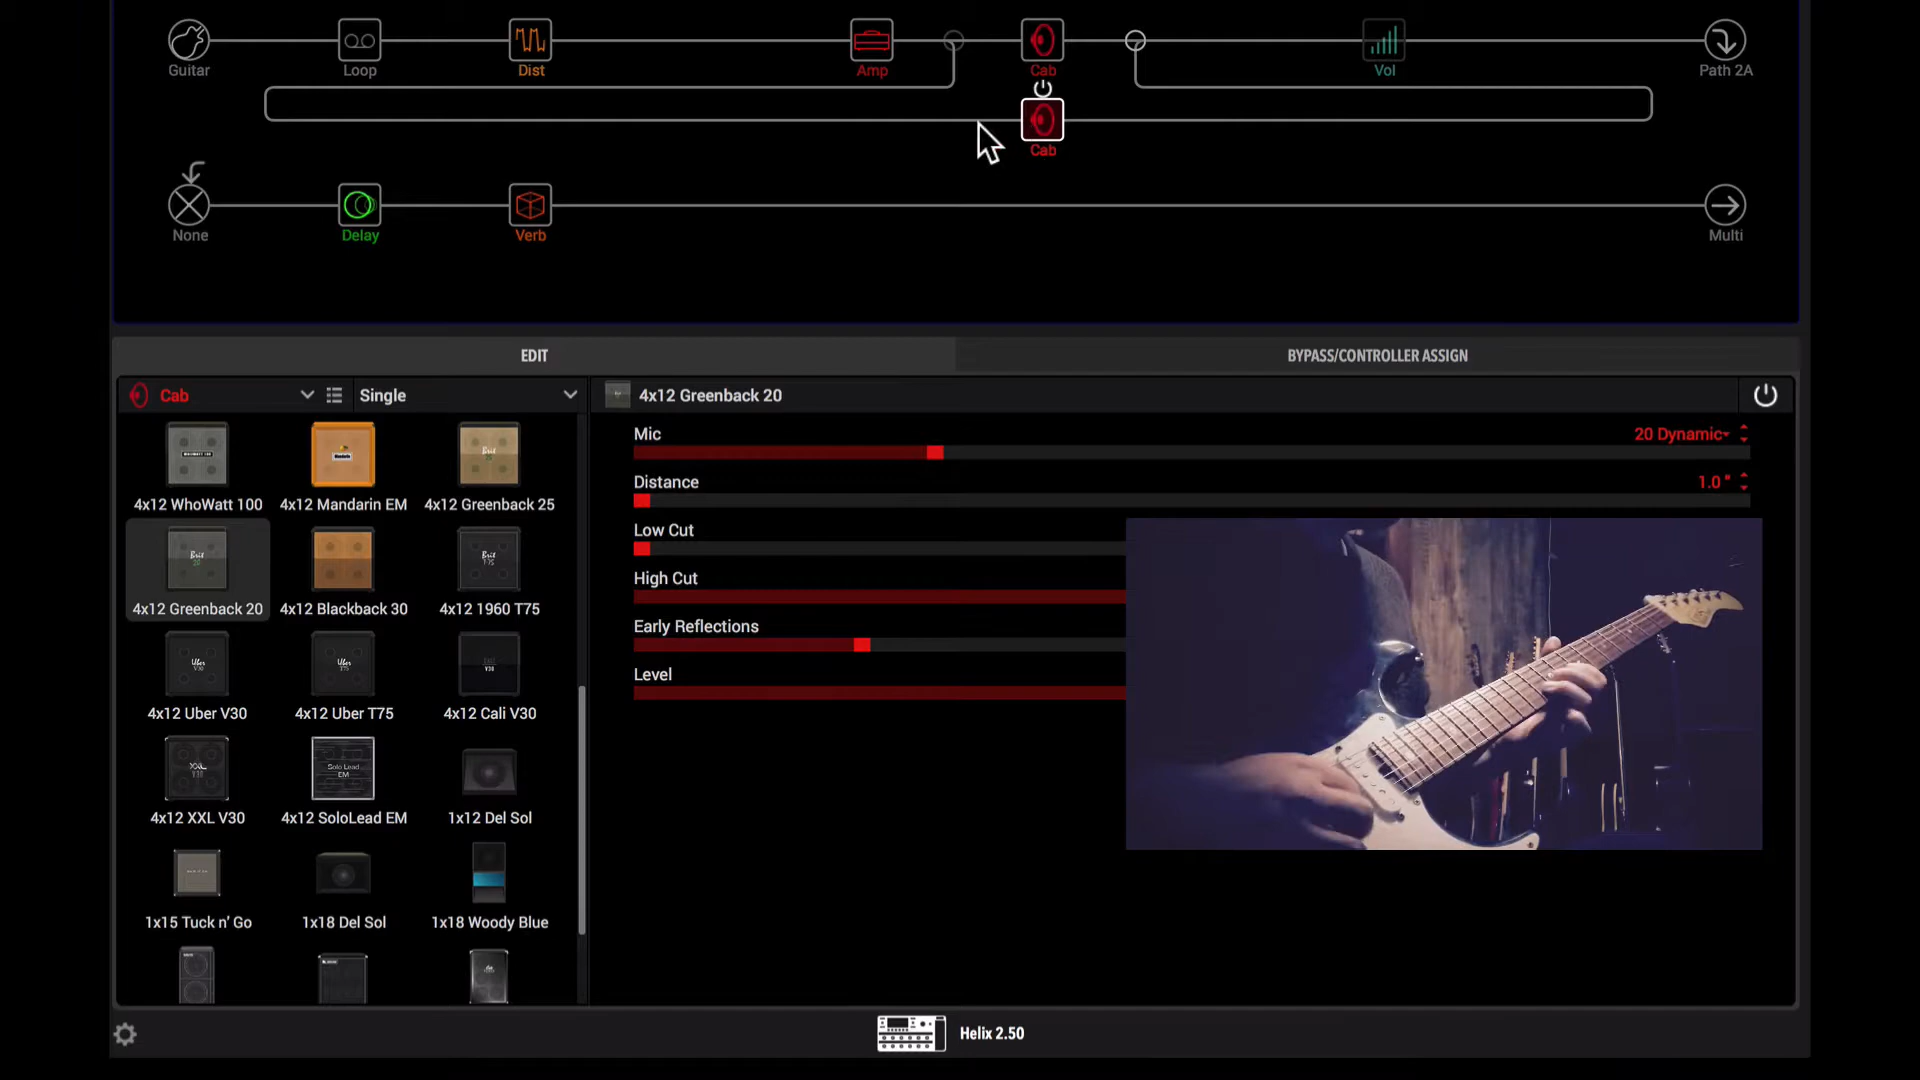 Guitar
Loop
Dist
Amp
Cab
Vol
Path 2A
Cab
None
Delay
Verb
Multi
EDIT
BYPASS/CONTROLLER ASSIGN
Cab
Single
4x12 Greenback 20
4x12 WhoWatt 100
4x12 Mandarin EM
4x12 Greenback 25
4x12 Greenback 20
4x12 Blackback 30
4x12 1960 T75
4x12 Uber V30
4x12 Uber T75
4x12 Cali V30
4x12 XXL V30
4x12 SoloLead EM
1x12 Del Sol
1x15 Tuck n' Go
1x18 Del Sol
1x18 Woody Blue
Mic
20 Dynamic
Distance
1.0 "
Low Cut
High Cut
Early Reflections
Level
Helix 2.50